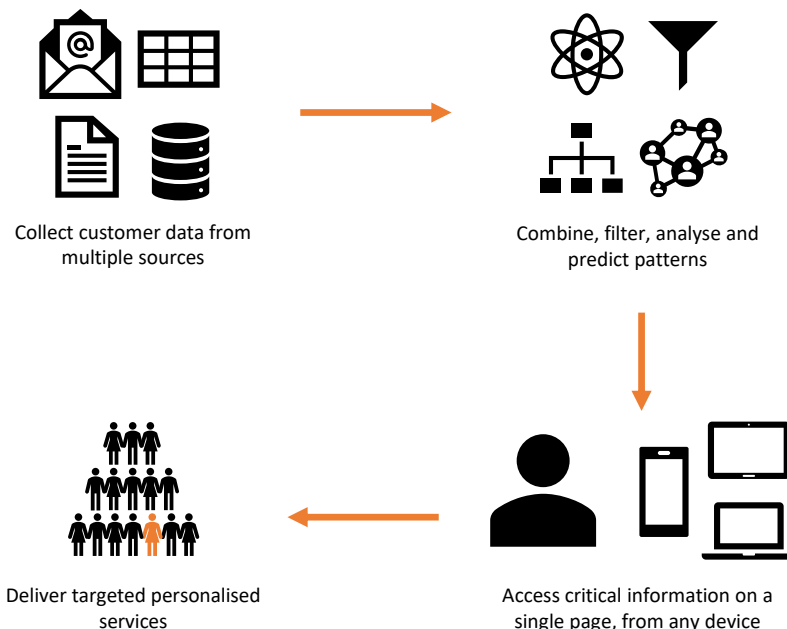 @
Collect customer data from
multiple sources
Combine, filter, analyse and
predict patterns
Access critical information on a
single page, from any device
Deliver targeted personalised
services